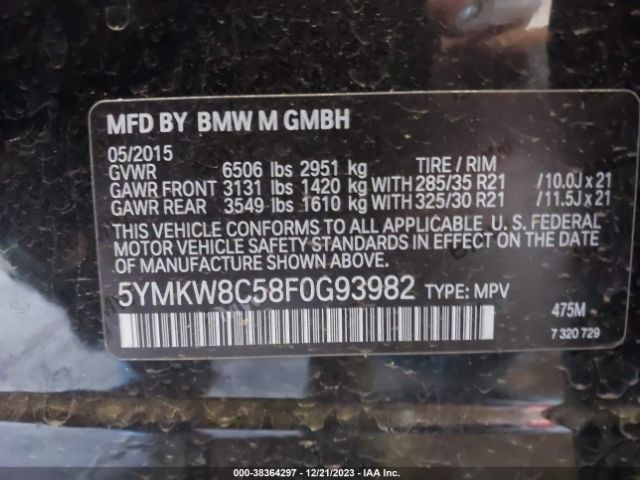 MFD BY BMW M GMBH
05/2015
GVWR 6506 lbs 2951 kg TIRE / RIM
GAWR FRONT 3131 lbs 1420 kg WITH 285/35 R21 /10.0J x 21
GAWR REAR 3549 lbs 1610 kg WITH 325/30 R21 /11.5J x 21
THIS VEHICLE CONFORMS TO ALL APPLICABLE U. S. FEDERAL
MOTOR VEHICLE SAFETY STANDARDS IN EFFECT ON THE
DATE OF MANUFACTURE SHOWN ABOVE.
5YMKW8C58F0G93982 TYPE: MPV
475M
7 320 729
000-38364297 - 12/21/2023 - IAA Inc.